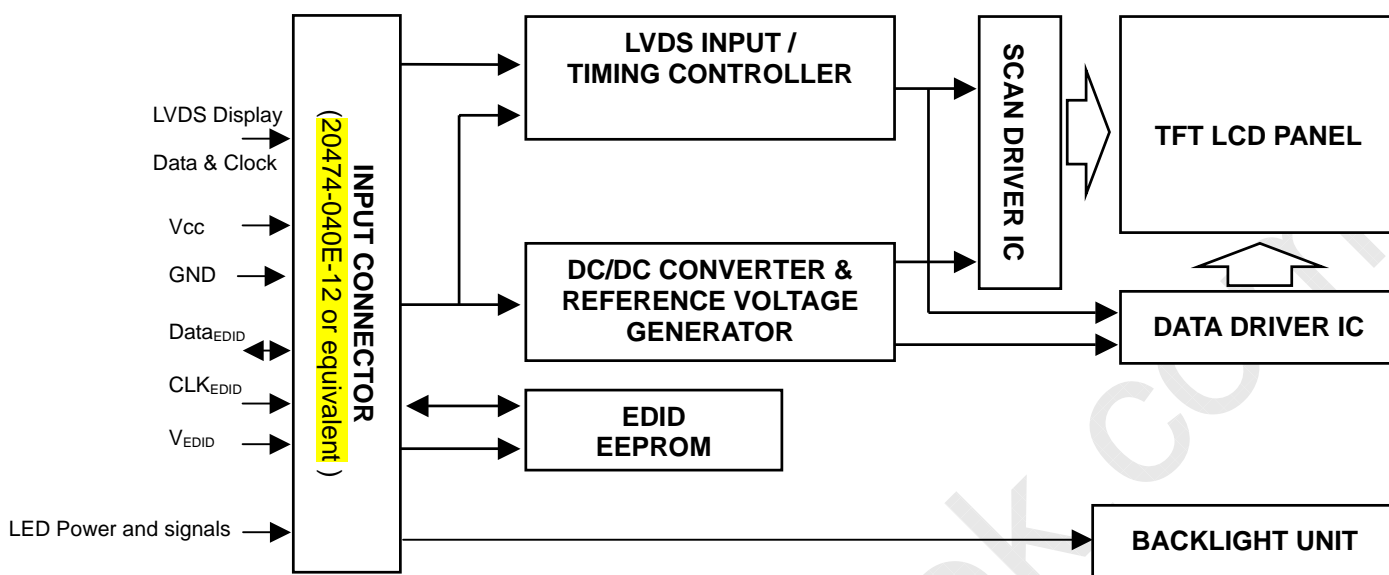 LVDS Display
Data & Clock
Vcc
GND
DataEDID
CLKEDID
VEDID
LED Power and signals
INPUT CONNECTOR
(20474-040E-12 or equivalent)
LVDS INPUT /
TIMING CONTROLLER
DC/DC CONVERTER &
REFERENCE VOLTAGE
GENERATOR
EDID
EEPROM
SCAN DRIVER IC
TFT LCD PANEL
DATA DRIVER IC
BACKLIGHT UNIT